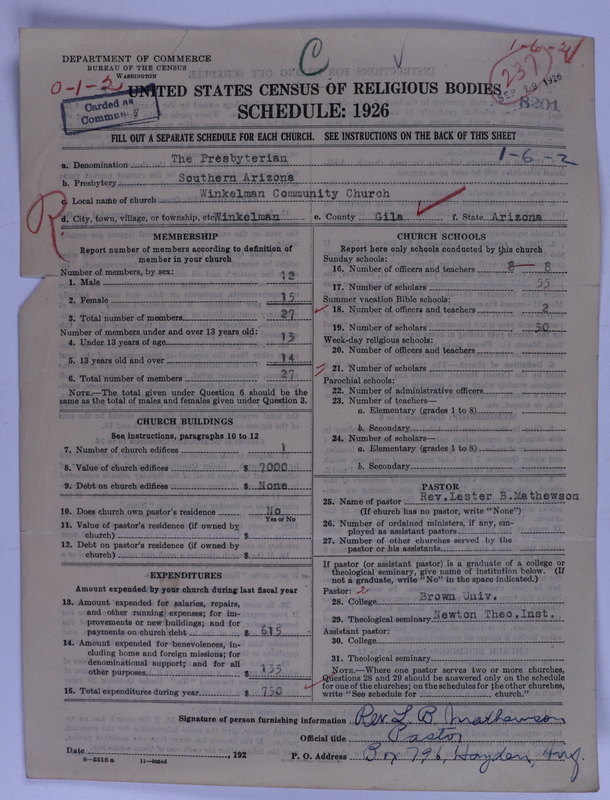 DEPARTMENT OF COMMERCE
BUREAU OF THE CENSUS
WASHINGTON
C
1-6-2
0-1-2
237
SEP 28 1926
8201
Carded as
Community
UNITED STATES CENSUS OF RELIGIOUS BODIES
SCHEDULE: 1926
FILL OUT A SEPARATE SCHEDULE FOR EACH CHURCH. SEE INSTRUCTIONS ON THE BACK OF THIS SHEET
1-6-2
a. Denomination The Presbyterian
b. Presbytery Southern Arizona
c. Local name of church Winkelman Community Church
R
d. City, town, village, or township, etc. Winkelman e. County Gila f. State Arizona
MEMBERSHIP
Report number of members according to definition of
member in your church
Number of members, by sex:
1. Male 12
2. Female 15
3. Total number of members 27
Number of members under and over 13 years old:
4. Under 13 years of age 13
5. 13 years old and over 14
6. Total number of members 27
NOTE.—The total given under Question 6 should be the
same as the total of males and females given under Question 3.
CHURCH BUILDINGS
See instructions, paragraphs 10 to 12
7. Number of church edifices 1
8. Value of church edifices $ 7000
9. Debt on church edifices $ None
10. Does church own pastor's residence? No
Yes or No
11. Value of pastor's residence (if owned by
church) $
12. Debt on pastor's residence (if owned by
church) $
EXPENDITURES
Amount expended by your church during last fiscal year
13. Amount expended for salaries, repairs,
and other running expenses; for im-
provements or new buildings; and for
payments on church debt $ 615
14. Amount expended for benevolences, in-
cluding home and foreign missions; for
denominational support; and for all
other purposes $ 135
15. Total expenditures during year $ 750
CHURCH SCHOOLS
Report here only schools conducted by this church
Sunday schools:
16. Number of officers and teachers 8 8
17. Number of scholars 55
Summer vacation Bible schools:
18. Number of officers and teachers 2
19. Number of scholars 30
Week-day religious schools:
20. Number of officers and teachers
21. Number of scholars
Parochial schools:
22. Number of administrative officers
23. Number of teachers—
a. Elementary (grades 1 to 8)
b. Secondary
24. Number of scholars—
a. Elementary (grades 1 to 8)
b. Secondary
PASTOR
25. Name of pastor Rev. Lester B. Mathewson
(If church has no pastor, write "None")
26. Number of ordained ministers, if any, em-
ployed as assistant pastors
27. Number of other churches served by the
pastor or his assistants
If pastor (or assistant pastor) is a graduate of a college or
theological seminary, give name of institution below. (If
not a graduate, write "No" in the space indicated.)
Pastor: 2
28. College Brown Univ.
29. Theological seminary Newton Theo. Inst.
Assistant pastor:
30. College
31. Theological seminary
NOTE.—Where one pastor serves two or more churches,
Questions 28 and 29 should be answered only on the schedule
for one of the churches; on the schedules for the other churches,
write "See schedule for church."
Signature of person furnishing information Rev. L. B. Mathewson
Official title Pastor
Date , 192 P. O. Address Box 796, Hayden, Ariz.
8—5318a 11—90546